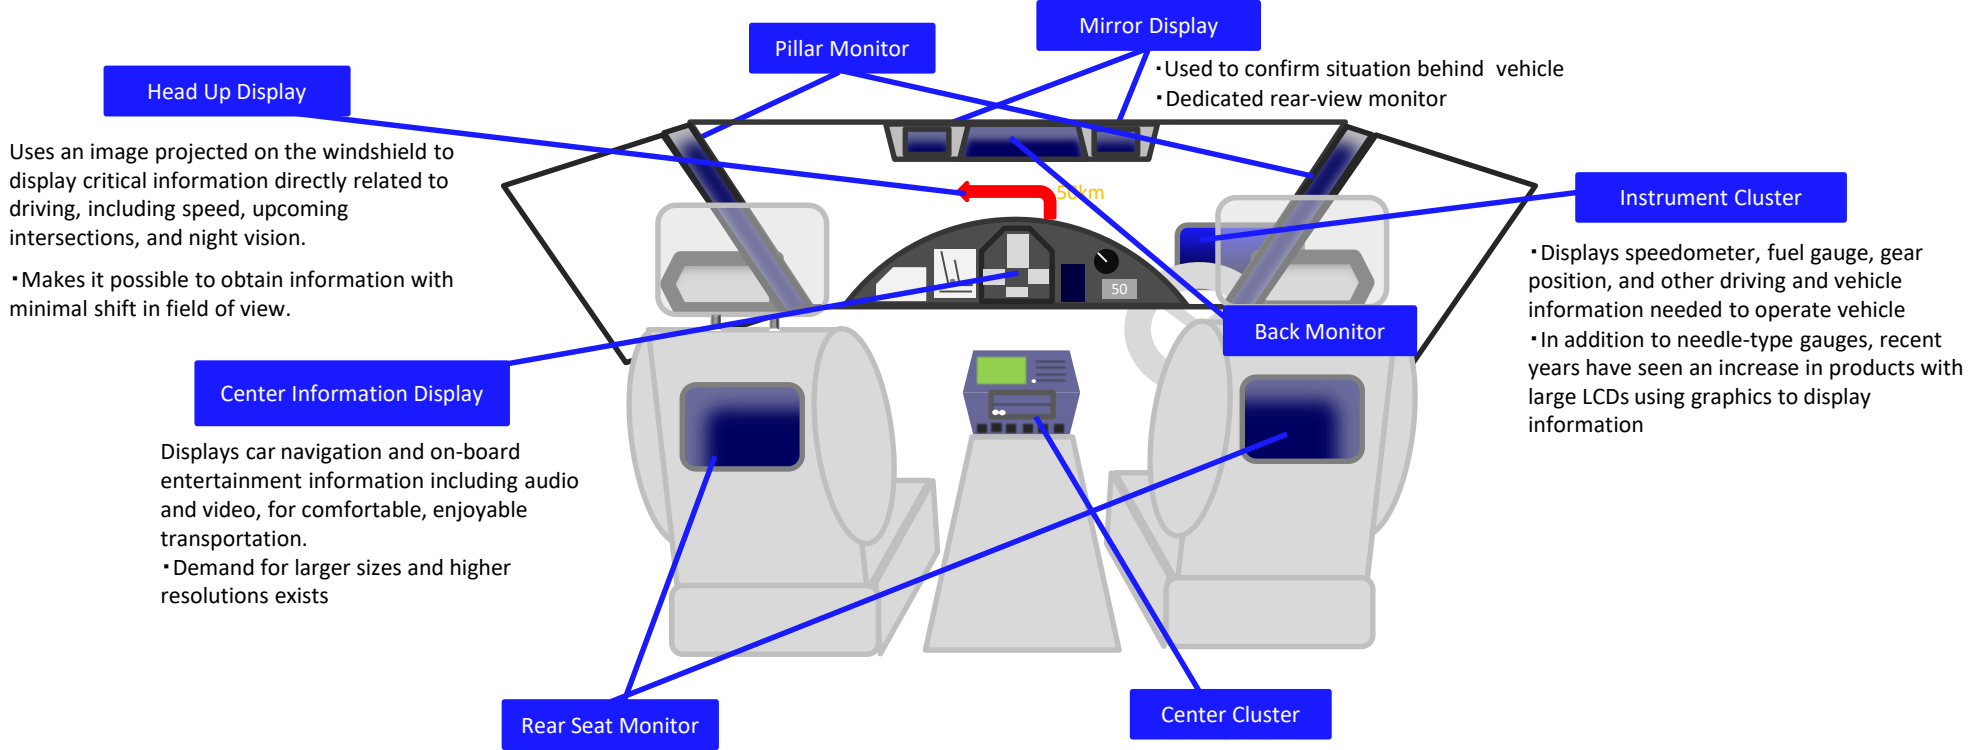 Mirror Display
Pillar Monitor
・Used to confirm situation behind vehicle
・Dedicated rear-view monitor
Head Up Display
Uses an image projected on the windshield to
display critical information directly related to
driving, including speed, upcoming
intersections, and night vision.
・Makes it possible to obtain information with
minimal shift in field of view.
50km
50
Instrument Cluster
・Displays speedometer, fuel gauge, gear
position, and other driving and vehicle
information needed to operate vehicle
・In addition to needle-type gauges, recent
years have seen an increase in products with
large LCDs using graphics to display
information
Back Monitor
Center Information Display
Displays car navigation and on-board
entertainment information including audio
and video, for comfortable, enjoyable
transportation.
・Demand for larger sizes and higher
resolutions exists
Rear Seat Monitor
Center Cluster